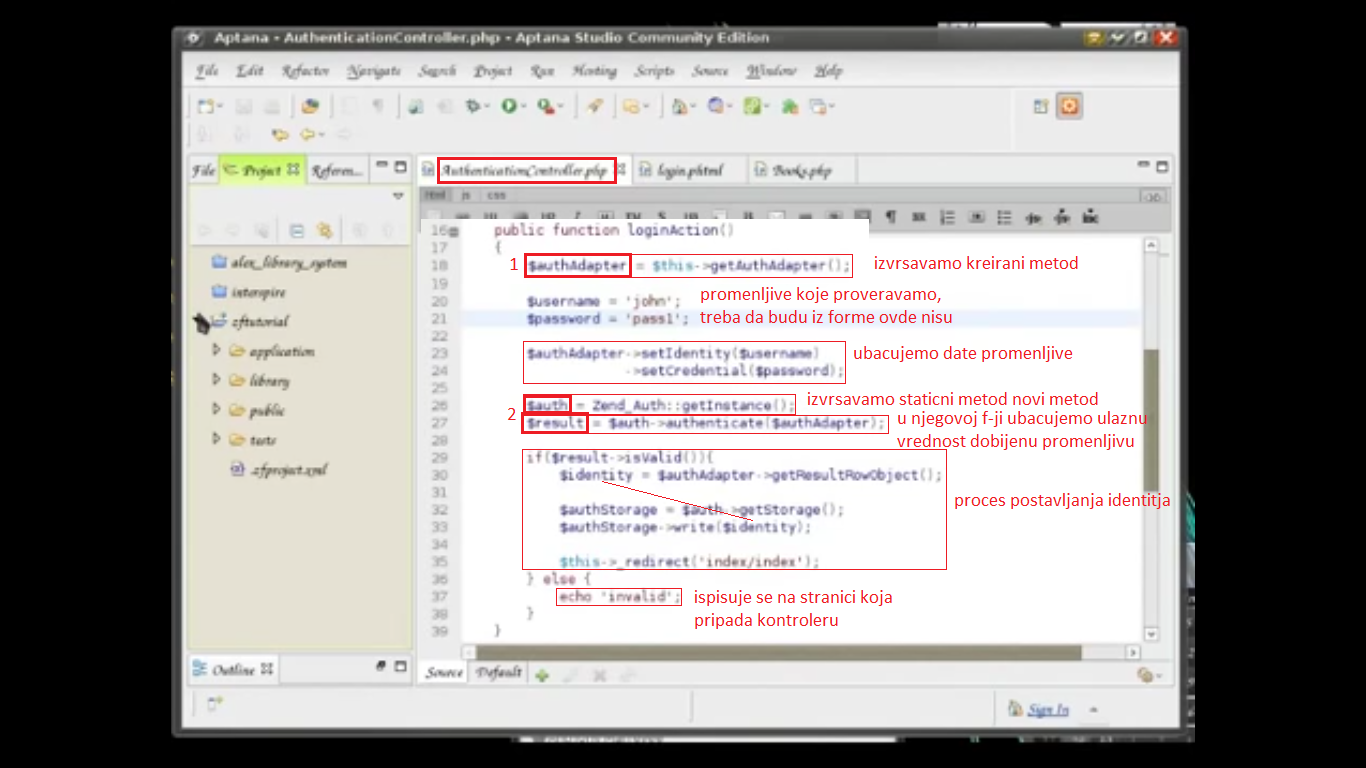 Aptana - AuthenticationController.php - Aptana Studio Community Edition
File Edit Refactor Navigate Search Project Run Hosting Scripts Source Window Help
File Project Referen...
AuthenticationController.php login.phtml Books.php
Html js css
alex_library_system
interspire
zftutorial
application
library
public
tests
.zfproject.xml
16 public function loginAction()
17 {
18 $authAdapter = $this->getAuthAdapter();
1
izvrsavamo kreirani metod
19
20 $username = 'john';
21 $password = 'pass1';
promenljive koje proveravamo,
treba da budu iz forme ovde nisu
22
23 $authAdapter->setIdentity($username)
24 ->setCredential($password);
ubacujemo date promenljive
25
26 $auth = Zend_Auth::getInstance();
izvrsavamo staticni metod novi metod
2
27 $result = $auth->authenticate($authAdapter);
u njegovoj f-ji ubacujemo ulaznu
vrednost dobijenu promenljivu
29 if($result->isValid()){
30 $identity = $authAdapter->getResultRowObject();
31
32 $authStorage = $auth->getStorage();
33 $authStorage->write($identity);
proces postavljanja identitja
34
35 $this->_redirect('index/index');
36 } else {
37 echo 'invalid';
ispisuje se na stranici koja
pripada kontroleru
38 }
39 }
Outline
Source Default
Sign In